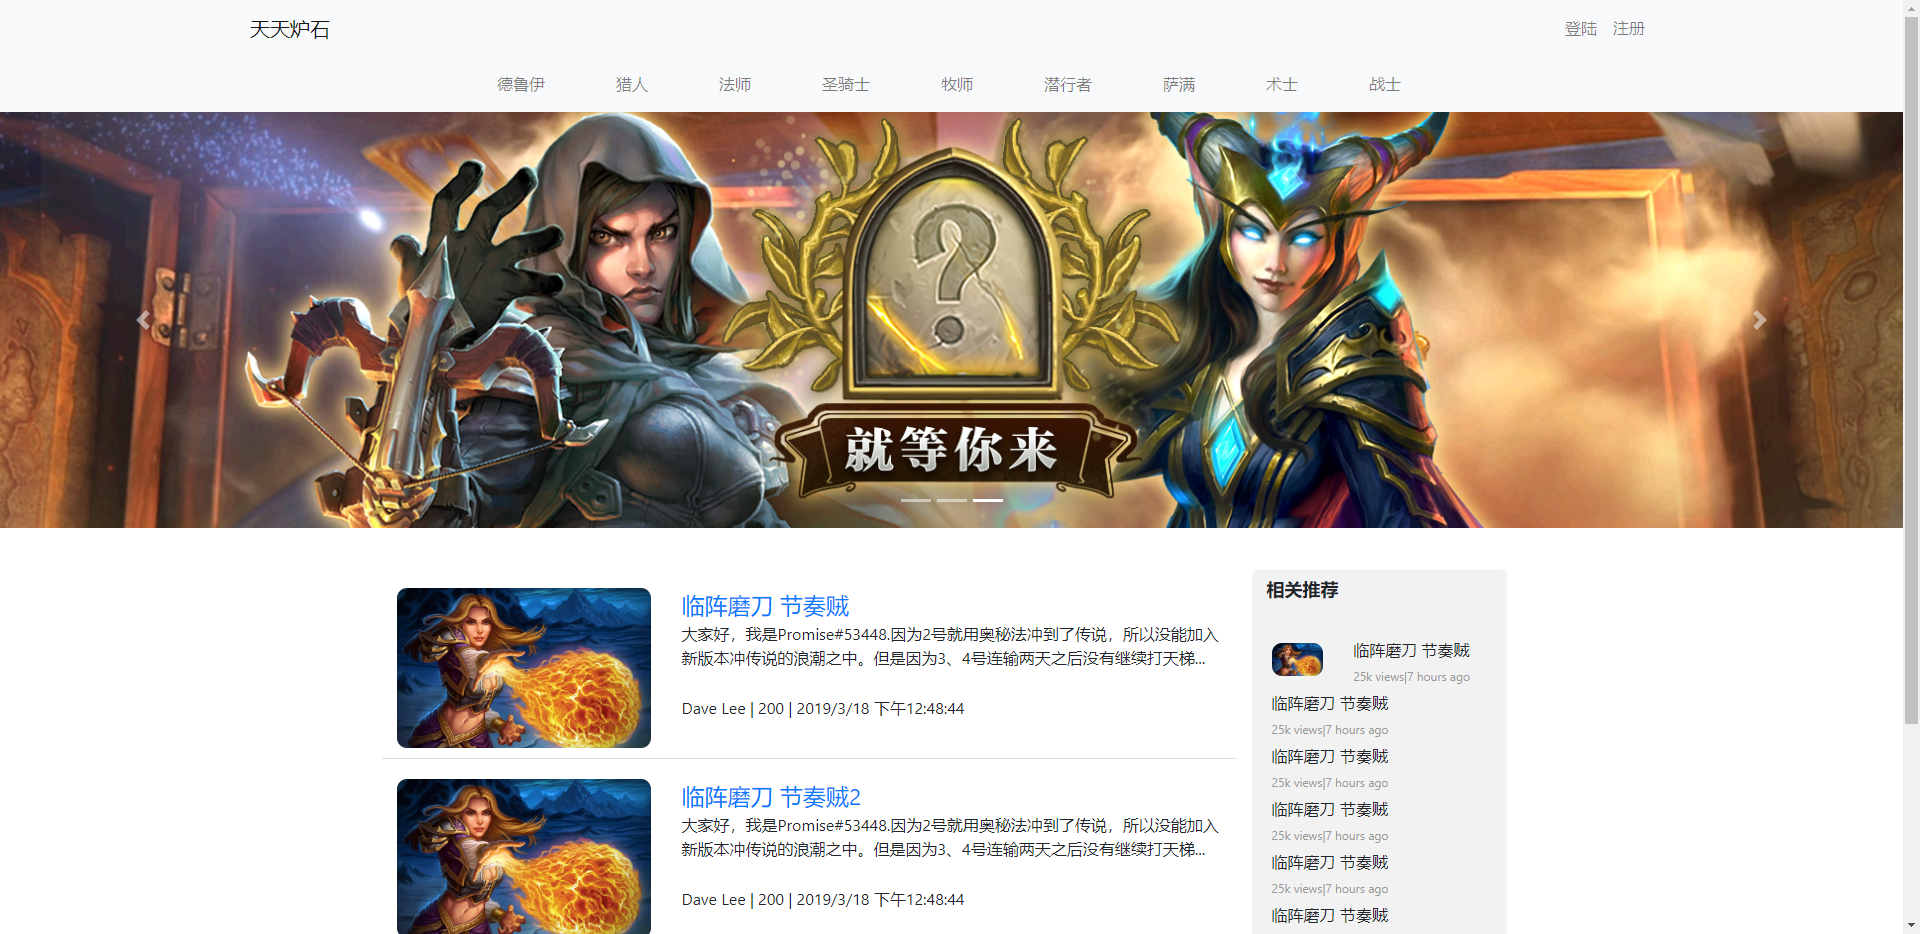 天天炉石
登陆 注册
德鲁伊 猎人 法师 圣骑士 牧师 潜行者 萨满 术士 战士
就等你来
临阵磨刀 节奏贼
大家好，我是Promise#53448.因为2号就用奥秘法冲到了传说，所以没能加入
新版本冲传说的浪潮之中。但是因为3、4号连输两天之后没有继续打天梯...
Dave Lee | 200 | 2019/3/18 下午12:48:44
临阵磨刀 节奏贼2
大家好，我是Promise#53448.因为2号就用奥秘法冲到了传说，所以没能加入
新版本冲传说的浪潮之中。但是因为3、4号连输两天之后没有继续打天梯...
Dave Lee | 200 | 2019/3/18 下午12:48:44
相关推荐
临阵磨刀 节奏贼
25k views|7 hours ago
临阵磨刀 节奏贼
25k views|7 hours ago
临阵磨刀 节奏贼
25k views|7 hours ago
临阵磨刀 节奏贼
25k views|7 hours ago
临阵磨刀 节奏贼
25k views|7 hours ago
临阵磨刀 节奏贼